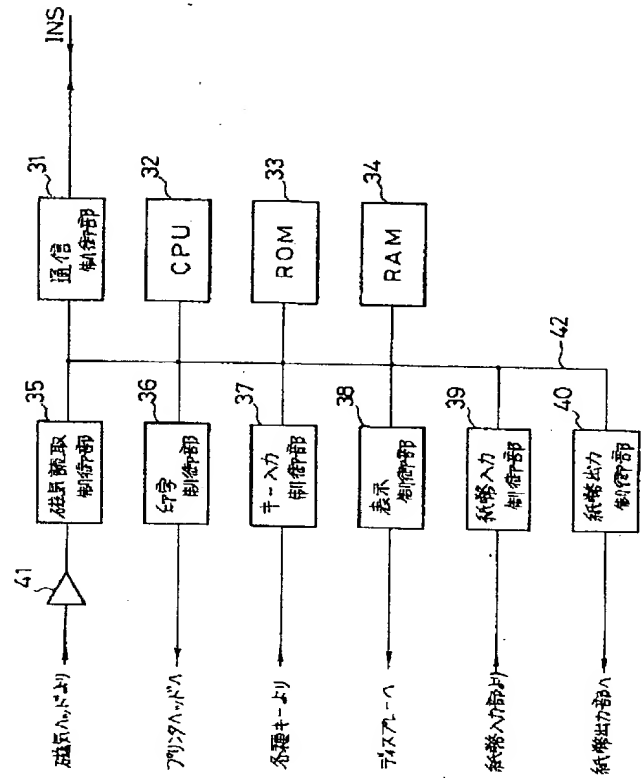 INS
31
通信
制御部
32
CPU
33
ROM
34
RAM
35
磁気読取
制御部
36
印字
制御部
37
キー入力
制御部
38
表示
制御部
39
紙幣入力
制御部
40
紙幣出力
制御部
41
42
磁気ヘッドより
プリンタヘッドへ
各種キーより
ディスプレーへ
紙幣入力部より
紙幣出力部へ